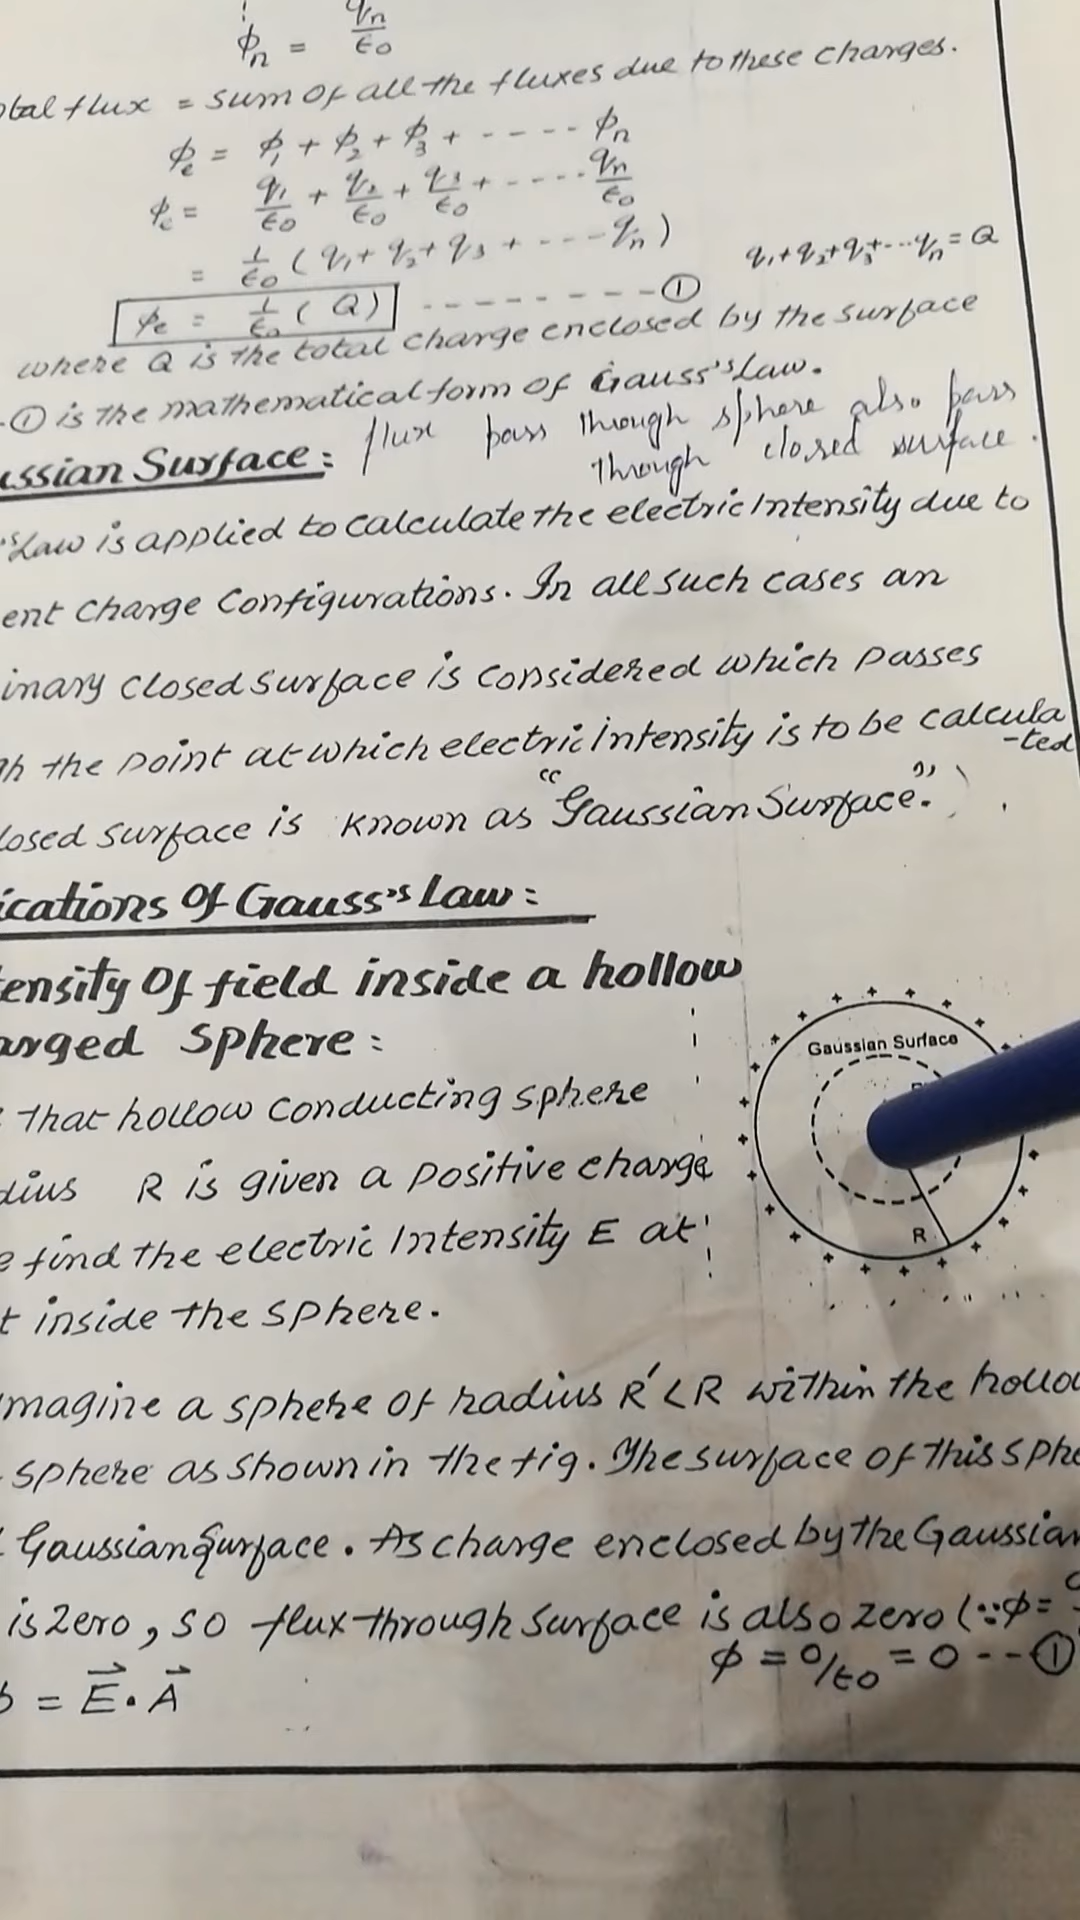 ϕn = qn/ϵ0
total flux = sum of all the fluxes due to these charges.
ϕe = ϕ1 + ϕ2 + ϕ3 + ----- ϕn
ϕe = q1/ϵ0 + q2/ϵ0 + q3/ϵ0 + ----- qn/ϵ0
= 1/ϵ0 ( q1 + q2 + q3 + ---- qn ) q1+q2+q3+---qn = Q
ϕe = 1/ϵ0 ( Q ) --------- ①
where Q is the total charge enclosed by the surface
① is the mathematical form of Gauss's Law.
ssian Surface: flux pass through sphere also pass
through closed surface.
's Law is applied to calculate the electric Intensity due to
ent charge Configurations. In all such cases an
inary closed surface is considered which passes
gh the point at which electric intensity is to be calcula
-ted
losed surface is known as "Gaussian Surface."
ications Of Gauss's Law:
ensity Of field inside a hollow
arged Sphere:
Gaussian Surface
that hollow conducting sphere
dius R is given a positive charge
R
e find the electric Intensity E at
t inside the sphere.
magine a sphere of radius R' < R within the hollo
sphere as shown in the fig. The surface of this sphe
Gaussian Surface. As charge enclosed by the Gaussian
is zero, so flux through surface is also zero (∵ϕ=
ϕ = 0/ϵ0 = 0 --①
ϕ = E⃗ . A⃗